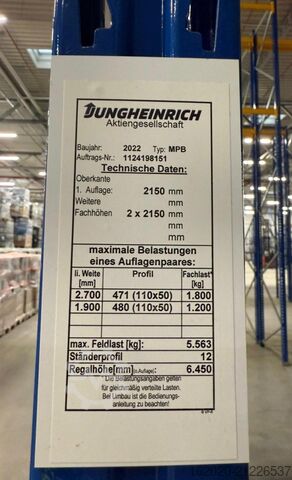 JUNGHEINRICH
Aktiengesellschaft
Baujahr: 2022 Typ: MPB
Auftrags-Nr.: 1124198151
Technische Daten:
Oberkante
1. Auflage: 2150 mm
Weitere mm
Fachhöhen 2 x 2150 mm
mm
maximale Belastungen
eines Auflagenpaares:
li. Weite Profil Fachlast*
[mm] [kg]
2.700 471 (110x50) 1.800
1.900 480 (110x50) 1.200
max. Feldlast [kg]: 5.563
Ständerprofil 12
Regalhöhe[mm](o.Auflage): 6.450
*Die Belastungsangaben gelten
für gleichmäßig verteilte Lasten.
Bei Umbau ist die Bedienungs-
anleitung zu beachten!